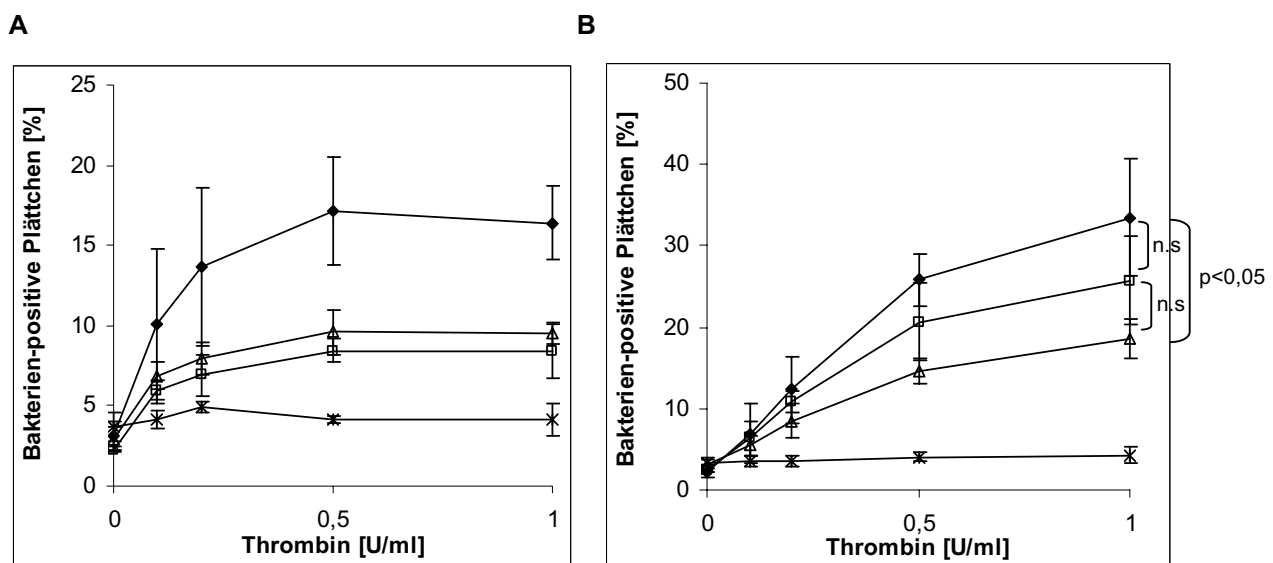 A
Bakterien-positive Plättchen [%]
25
20
15
10
5
0
0
0,5
1
Thrombin [U/ml]
B
Bakterien-positive Plättchen [%]
50
40
30
20
10
0
n.s
n.s
p<0,05
0
0,5
1
Thrombin [U/ml]